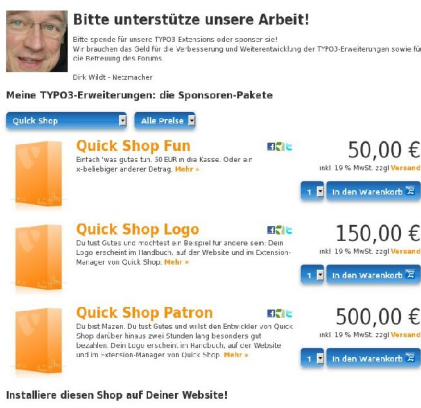 Bitte unterstütze unsere Arbeit!
Bitte spende für unsere TYPO3 Extensions oder sponser sie!
Wir brauchen das Geld für die Verbesserung und Weiterentwicklung der TYPO3-Erweiterungen sowie für
die Betreuung des Forums.
Dirk Wildt - Netzmacher
Meine TYPO3-Erweiterungen: die Sponsoren-Pakete
Quick Shop
Alle Preise
Quick Shop Fun
50,00 €
Einfach 'was gutes tun. 50 EUR in die Kasse. Oder ein
x-beliebiger anderer Betrag. Mehr »
inkl. 19 % MwSt. zzgl Versand
1 In den Warenkorb
Quick Shop Logo
150,00 €
Du tust Gutes und möchtest ein Beispiel für andere sein: Dein
Logo erscheint im Handbuch, auf der Website und im Extension-
Manager von Quick Shop. Mehr »
inkl. 19 % MwSt. zzgl Versand
1 In den Warenkorb
Quick Shop Patron
500,00 €
Du bist Mäzen. Du tust Gutes und willst den Entwickler von Quick
Shop darüber hinaus zwei Stunden lang besonders gut
bezahlen. Dein Logo erscheint im Handbuch, auf der Website
und im Extension-Manager von Quick Shop. Mehr »
inkl. 19 % MwSt. zzgl Versand
1 In den Warenkorb
Installiere diesen Shop auf Deiner Website!